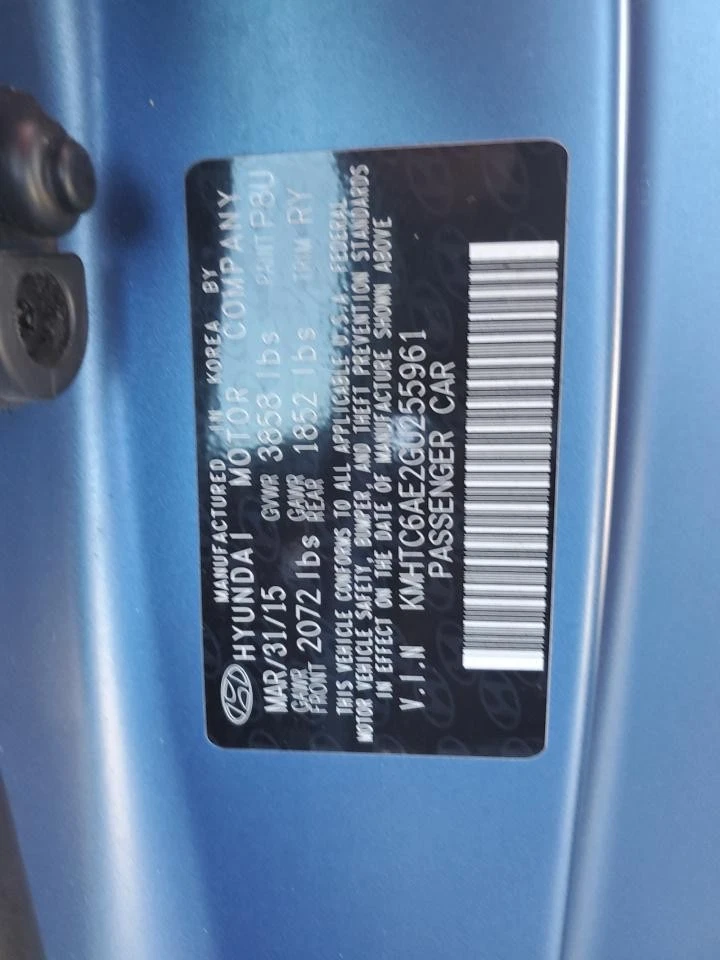 MANUFACTURED IN KOREA BY
HYUNDAI MOTOR COMPANY
MAR/31/15 GVWR 3858 lbs PAINT P8U
GAWR FRONT 2072 lbs GAWR REAR 1852 lbs TRIM RY
THIS VEHICLE CONFORMS TO ALL APPLICABLE U.S.A. FEDERAL
MOTOR VEHICLE SAFETY, BUMPER, AND THEFT PREVENTION STANDARDS
IN EFFECT ON THE DATE OF MANUFACTURE SHOWN ABOVE
V.I.N KMHTC6AE2GU255961
PASSENGER CAR